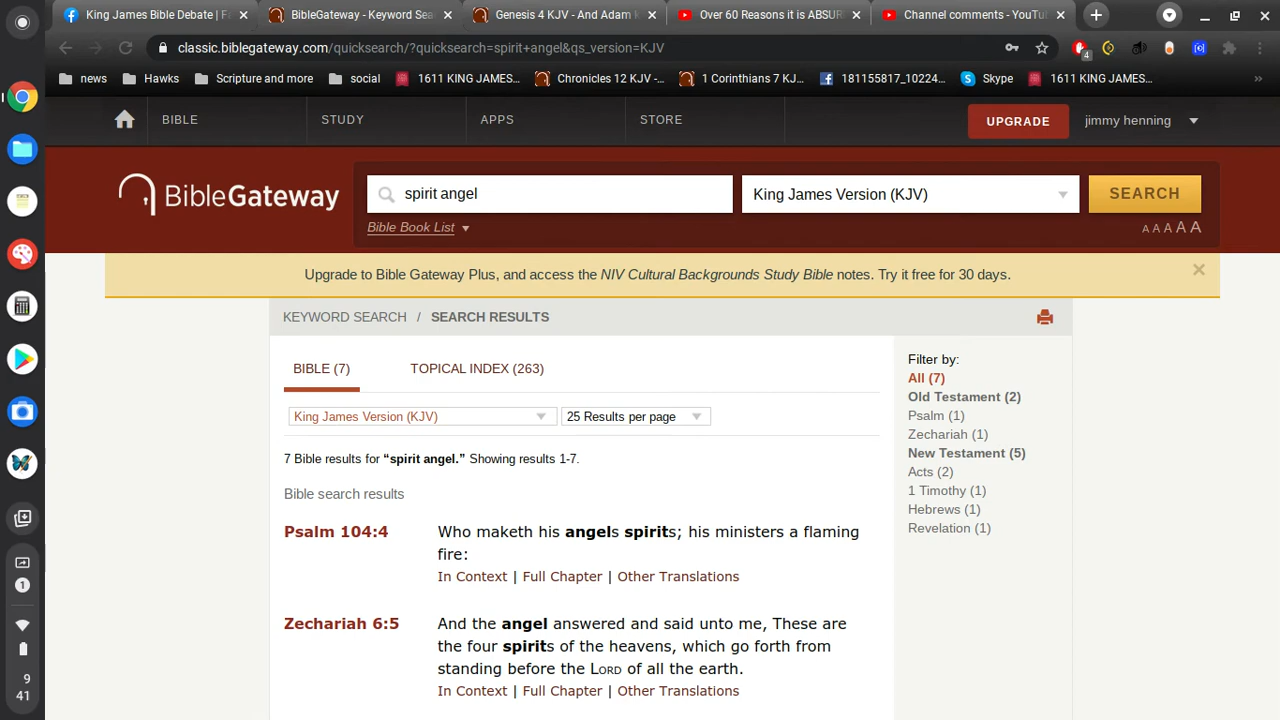 King James Bible Debate | Fa
BibleGateway - Keyword Sea
Genesis 4 KJV - And Adam k
Over 60 Reasons it is ABSUR
Channel comments - YouTu
classic.biblegateway.com/quicksearch/?quicksearch=spirit+angel&qs_version=KJV
4
news
Hawks
Scripture and more
social
1611 KING JAMES...
Chronicles 12 KJV -...
1 Corinthians 7 KJ...
181155817_10224...
Skype
1611 KING JAMES...
»
BIBLE
STUDY
APPS
STORE
UPGRADE
jimmy henning
BibleGateway
spirit angel
King James Version (KJV)
SEARCH
Bible Book List
A A A A A
Upgrade to Bible Gateway Plus, and access the NIV Cultural Backgrounds Study Bible notes. Try it free for 30 days.
KEYWORD SEARCH / SEARCH RESULTS
BIBLE (7)
TOPICAL INDEX (263)
King James Version (KJV)
25 Results per page
7 Bible results for “spirit angel.” Showing results 1-7.
Bible search results
Psalm 104:4
Who maketh his angels spirits; his ministers a flaming
fire:
In Context | Full Chapter | Other Translations
Zechariah 6:5
And the angel answered and said unto me, These are
the four spirits of the heavens, which go forth from
standing before the LORD of all the earth.
In Context | Full Chapter | Other Translations
Filter by:
All (7)
Old Testament (2)
Psalm (1)
Zechariah (1)
New Testament (5)
Acts (2)
1 Timothy (1)
Hebrews (1)
Revelation (1)
1
9
41